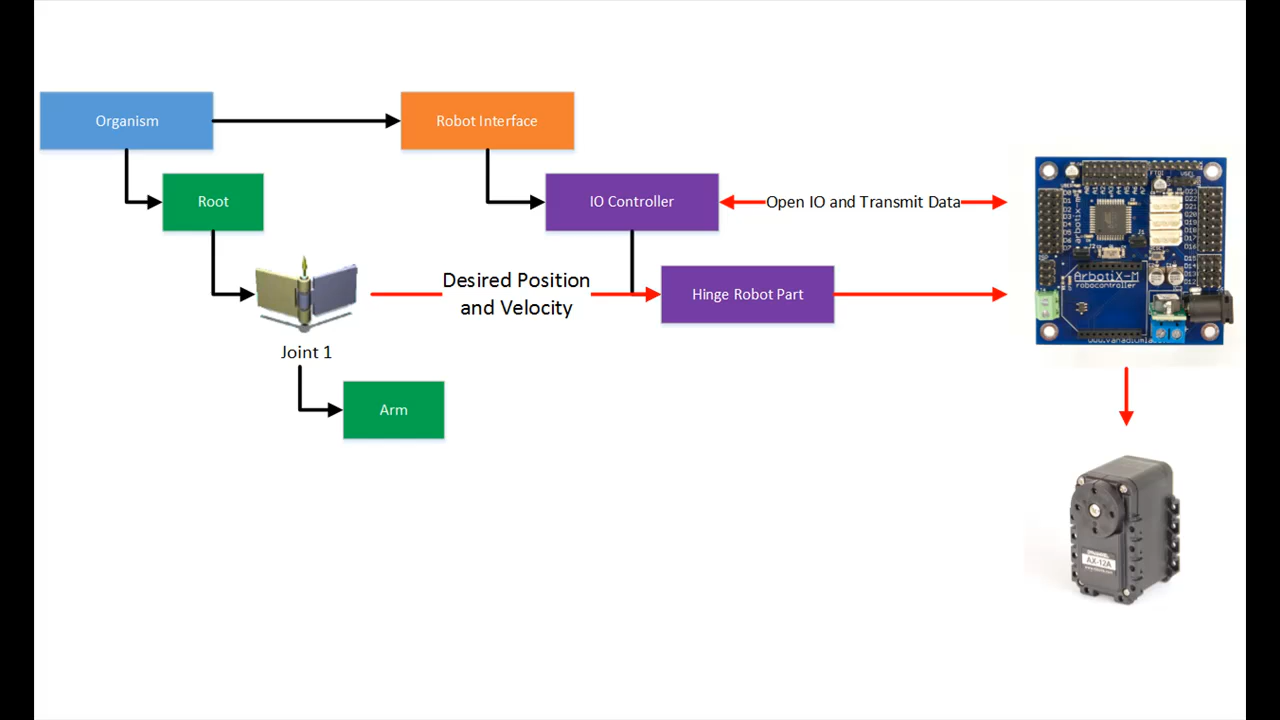 Organism
Robot Interface
Root
IO Controller
Open IO and Transmit Data
Desired Position
and Velocity
Hinge Robot Part
Joint 1
Arm
ArbotiX-M
robocontroller
AX-12A